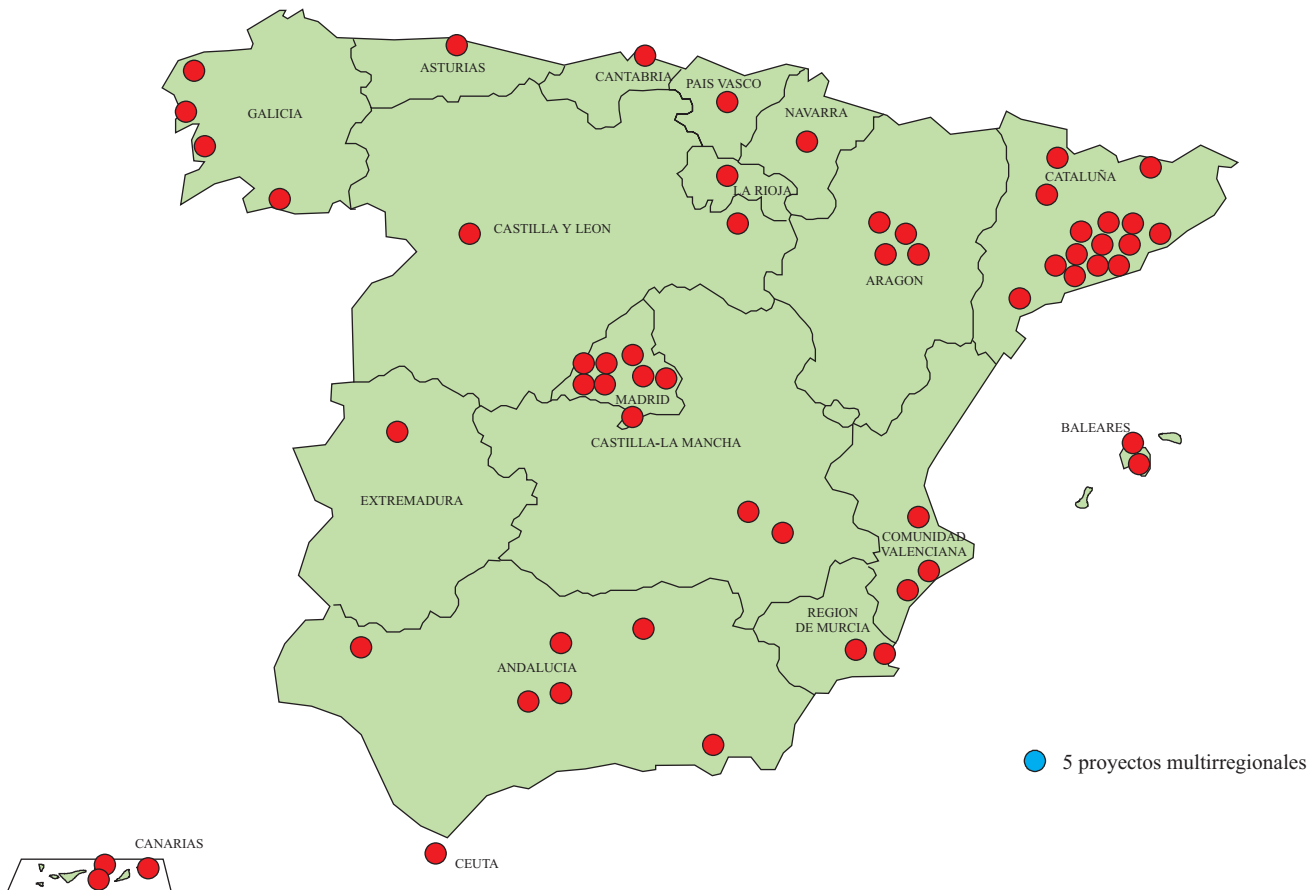 ASTURIAS
CANTABRIA
PAIS VASCO
NAVARRA
GALICIA
LA RIOJA
CATALUÑA
CASTILLA Y LEON
ARAGON
MADRID
CASTILLA-LA MANCHA
BALEARES
EXTREMADURA
COMUNIDAD
VALENCIANA
REGION
DE MURCIA
ANDALUCIA
5 proyectos multirregionales
CANARIAS
CEUTA